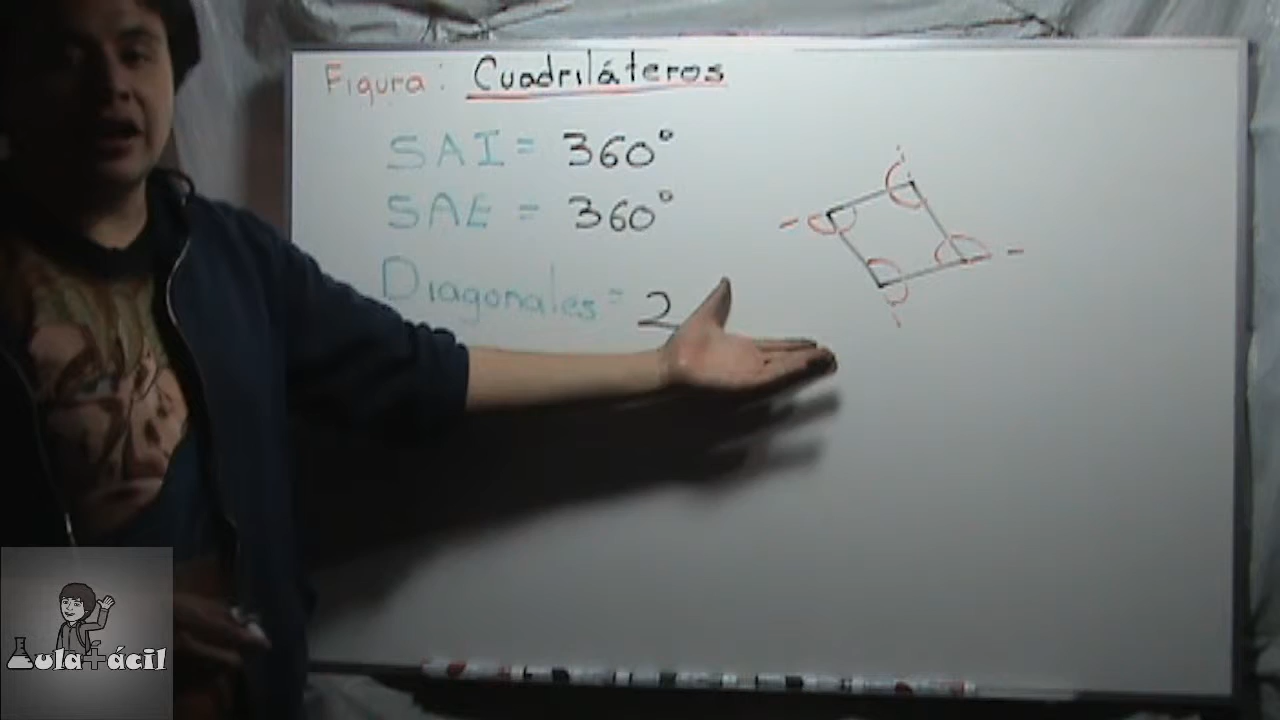 Figura: Cuadriláteros
SAI = 360°
SAE = 360°
Diagonales = 2
Aula+ácil